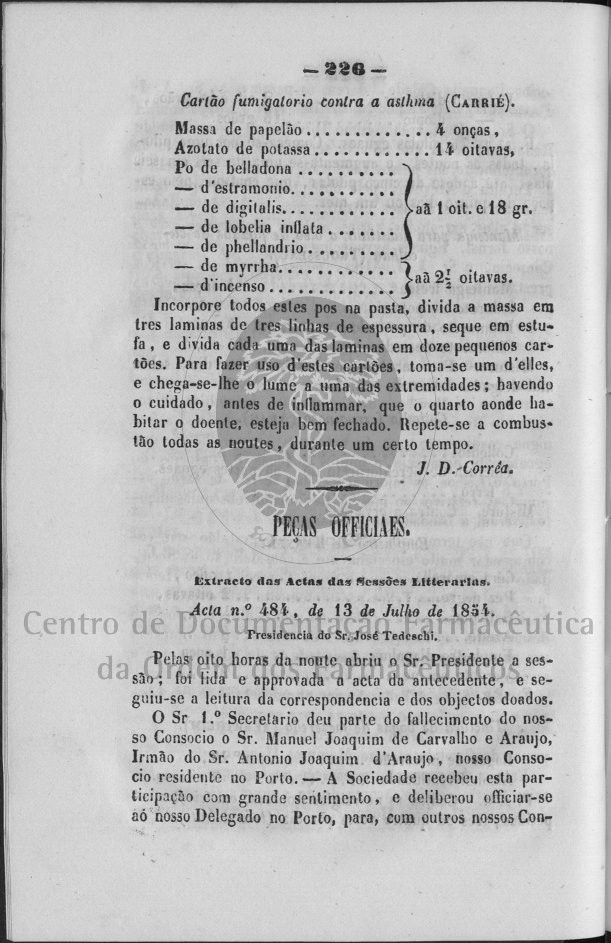 — 226 —
Cartão fumigatorio contra a asthma (CARRIÉ).
Massa de papelão............. 4 onças,
Azotato de potassa............ 14 oitavas,
Po de belladona..........
— d'estramonio..........
— de digitalis...........
— de lobelia inflata.......
— de phellandrio.........
aã 1 oit. e 18 gr.
— de myrrha............
— d'incenso............
aã 2½ oitavas.
Incorpore todos estes pos na pasta, divida a massa em
tres laminas de tres linhas de espessura, seque em estu-
fa, e divida cada uma das laminas em doze pequenos car-
tões. Para fazer uso d'estes cartões, toma-se um d'elles,
e chega-se-lhe o lume a uma das extremidades; havendo
o cuidado, antes de inflammar, que o quarto aonde ha-
bitar o doente, esteja bem fechado. Repete-se a combus-
tão todas as noutes, durante um certo tempo.
J. D. Corrêa.
PEÇAS OFFICIAES.
Extracto das Actas das Sessões Litterarias.
Acta n.º 484, de 13 de Julho de 1854.
Centro de Documentação Farmacêutica
Presidencia do Sr. José Tedeschi.
Pelas oito horas da noute abriu o Sr. Presidente a ses-
da Ordem dos Farmacêuticos
são; foi lida e approvada a acta da antecedente, e se-
guiu-se a leitura da correspondencia e dos objectos doados.
O Sr 1.º Secretario deu parte do fallecimento do nos-
so Consocio o Sr. Manuel Joaquim de Carvalho e Araujo,
Irmão do Sr. Antonio Joaquim d'Araujo, nosso Conso-
cio residente no Porto. — A Sociedade recebeu esta par-
ticipação com grande sentimento, e deliberou officiar-se
aó nosso Delegado no Porto, para, com outros nossos Con-